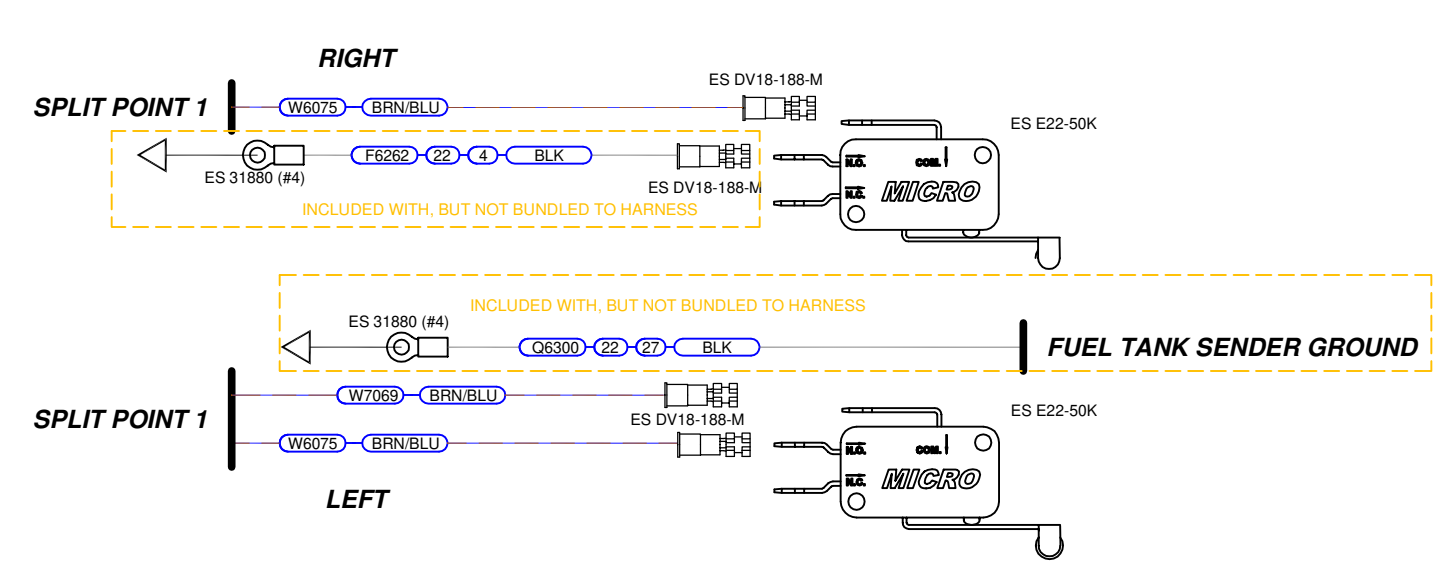 RIGHT
ES DV18-188-M
SPLIT POINT 1
W6075 BRN/BLU
ES E22-50K
F6262 22 4 BLK
N.O. COM.
ES 31880 (#4)
ES DV18-188-M
N.C. MICRO
INCLUDED WITH, BUT NOT BUNDLED TO HARNESS
INCLUDED WITH, BUT NOT BUNDLED TO HARNESS
ES 31880 (#4)
Q6300 22 27 BLK
FUEL TANK SENDER GROUND
W7069 BRN/BLU
ES E22-50K
SPLIT POINT 1
ES DV18-188-M
W6075 BRN/BLU
N.O. COM.
N.C. MICRO
LEFT